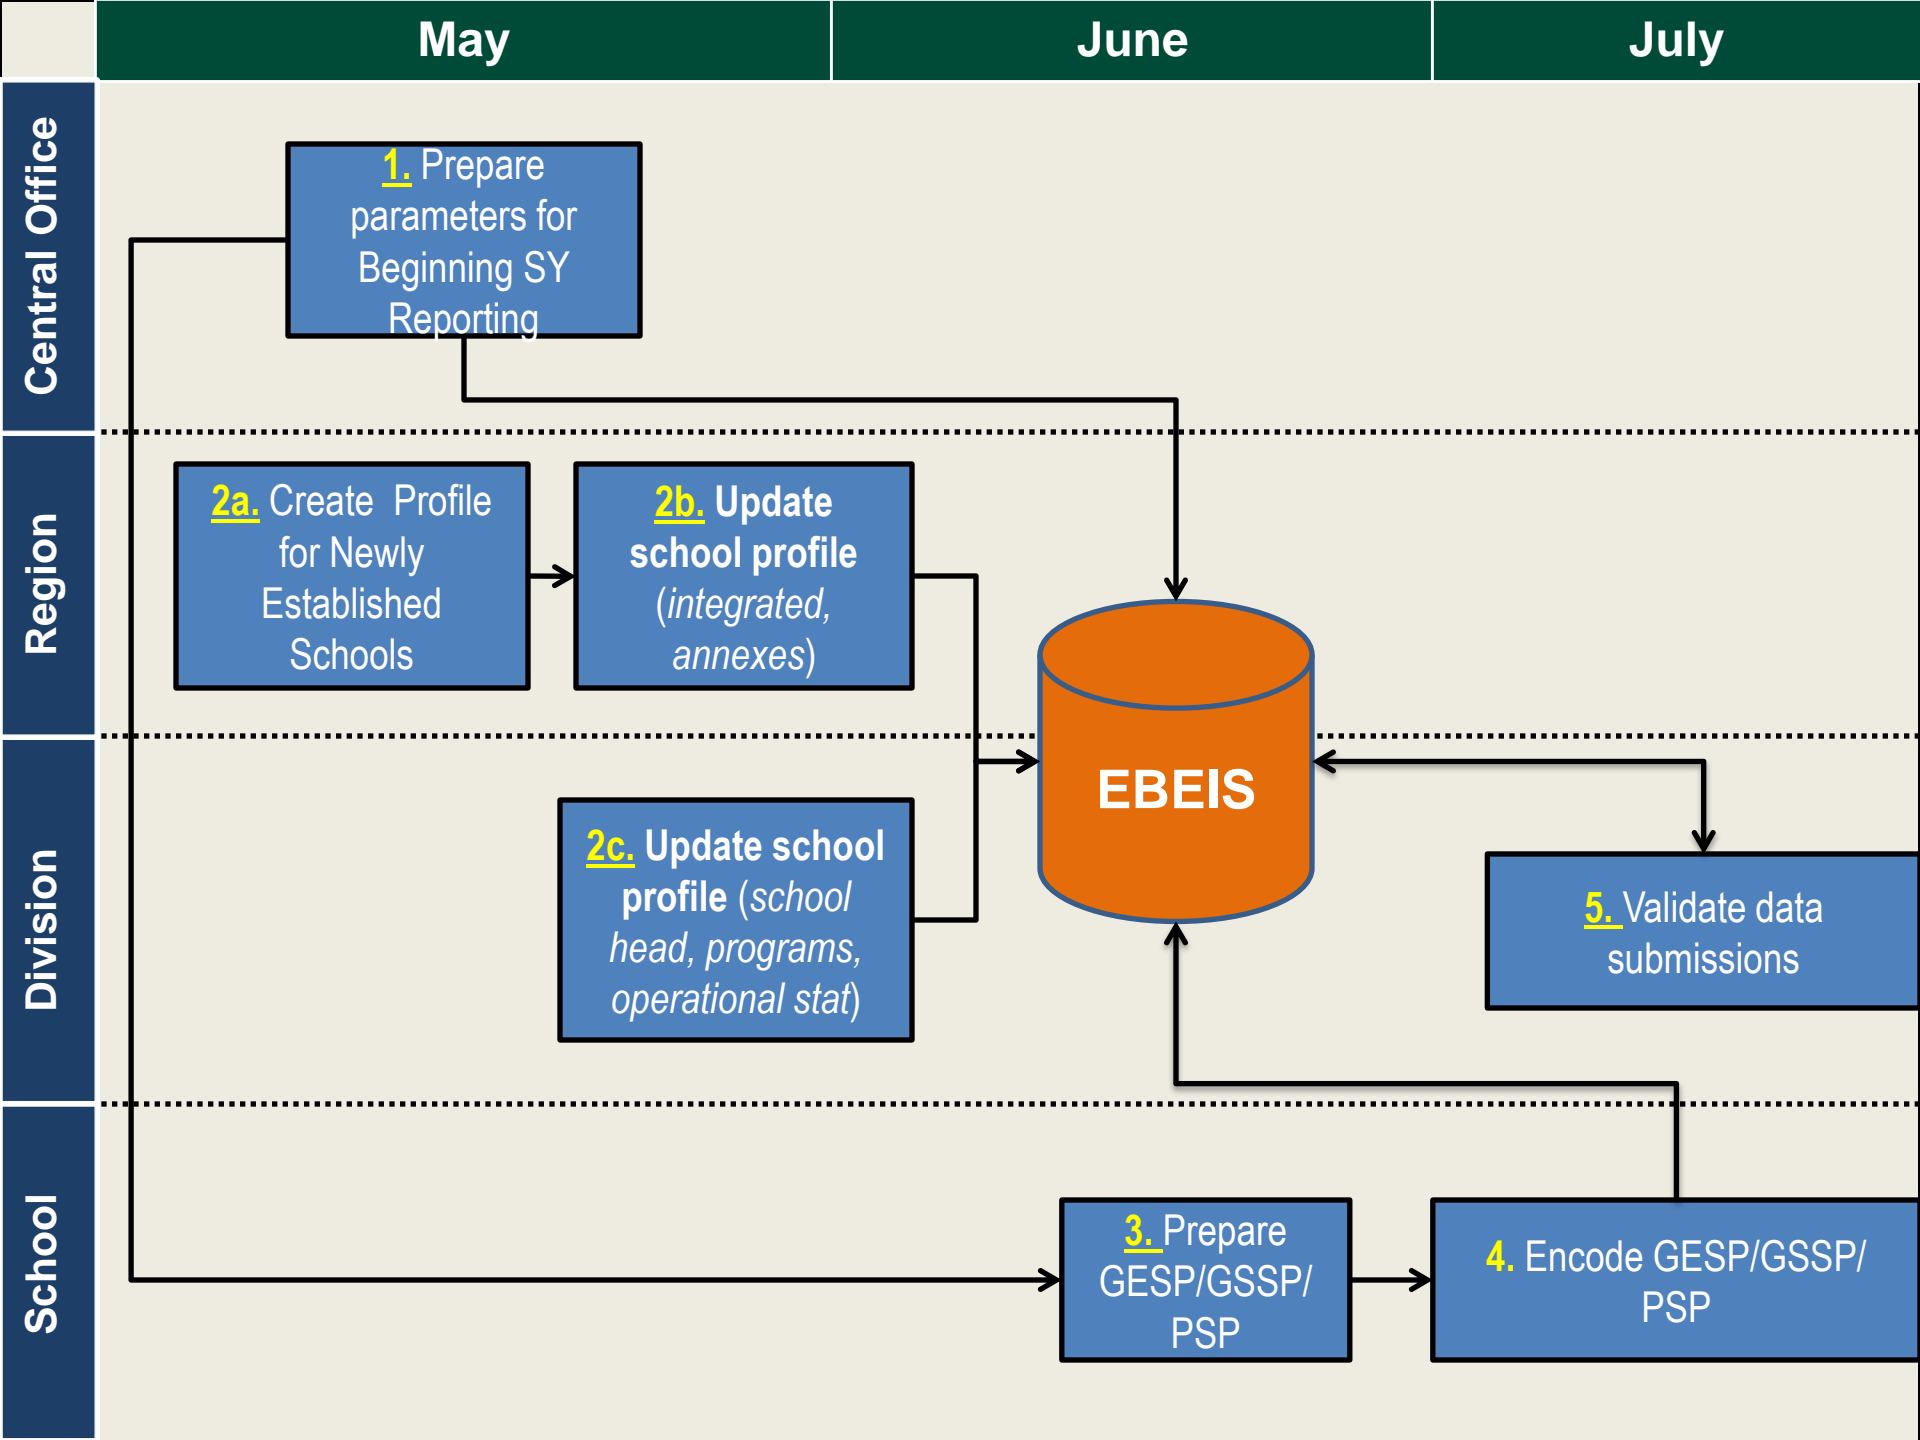 May
June
July
Central Office
1. Prepare
parameters for
Beginning SY
Reporting
Region
2a. Create  Profile
for Newly
Established
Schools
2b. Update
school profile
(integrated,
annexes)
EBEIS
Division
2c. Update school
profile (school
head, programs,
operational stat)
5. Validate data
submissions
School
3. Prepare
GESP/GSSP/
PSP
4. Encode GESP/GSSP/
PSP